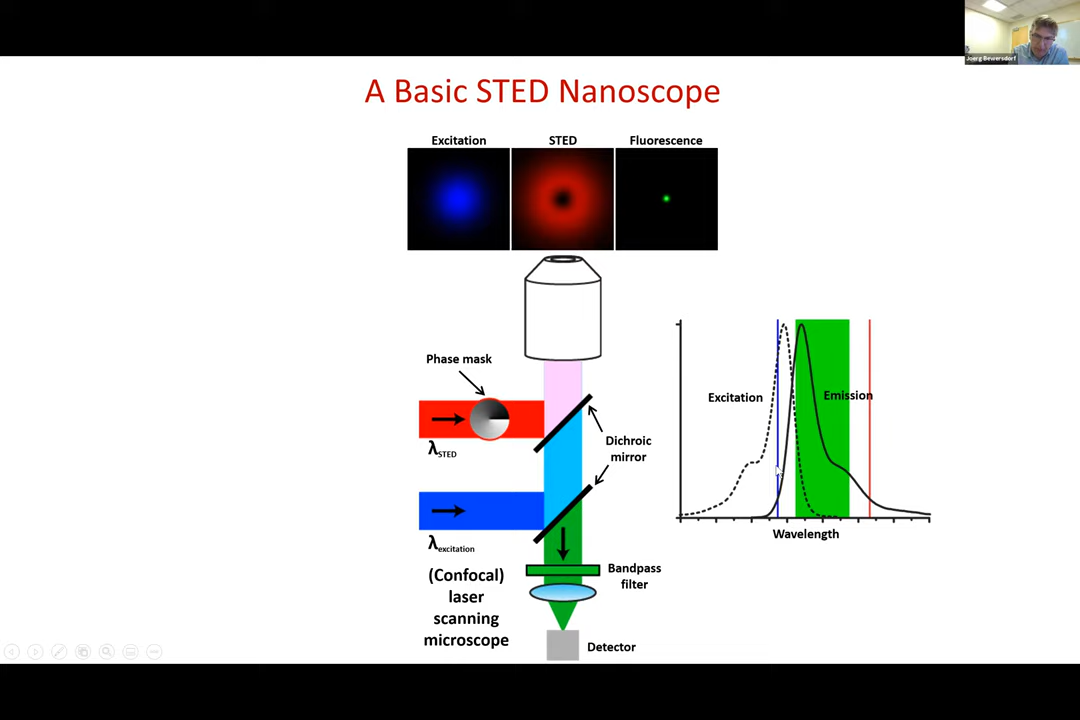 Joerg Bewersdorf
A Basic STED Nanoscope
Excitation
STED
Fluorescence
Phase mask
λSTED
Dichroic
mirror
λexcitation
(Confocal)
laser
scanning
microscope
Bandpass
filter
Detector
Excitation
Emission
Wavelength